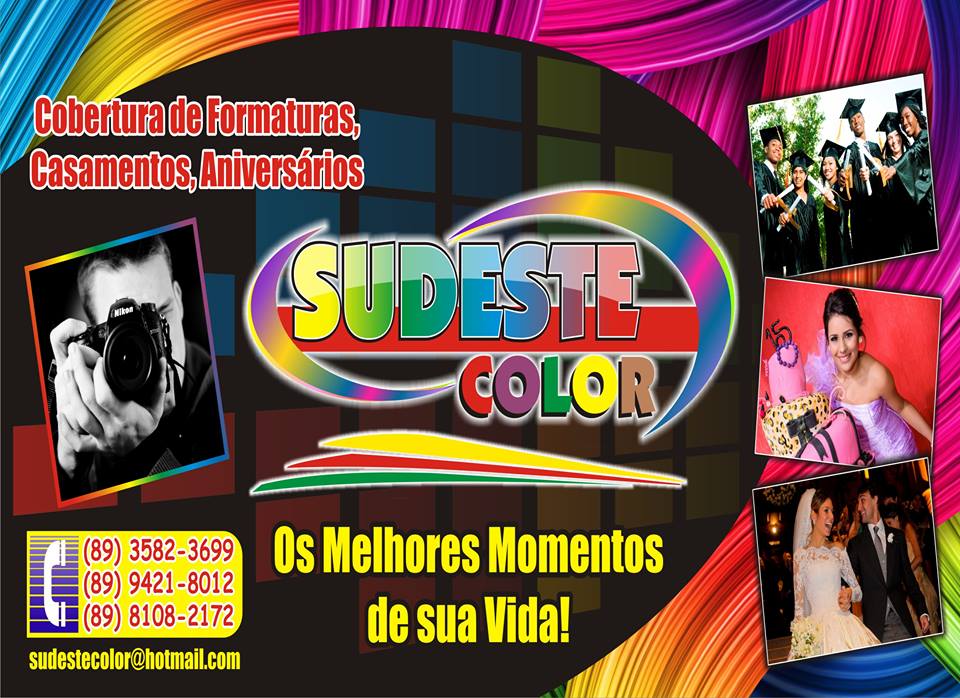 Cobertura de Formaturas,
Casamentos, Aniversários
Nikon
15
SUDESTE
COLOR
Os Melhores Momentos
de sua Vida!
(89) 3582-3699
(89) 9421-8012
(89) 8108-2172
sudestecolor@hotmail.com